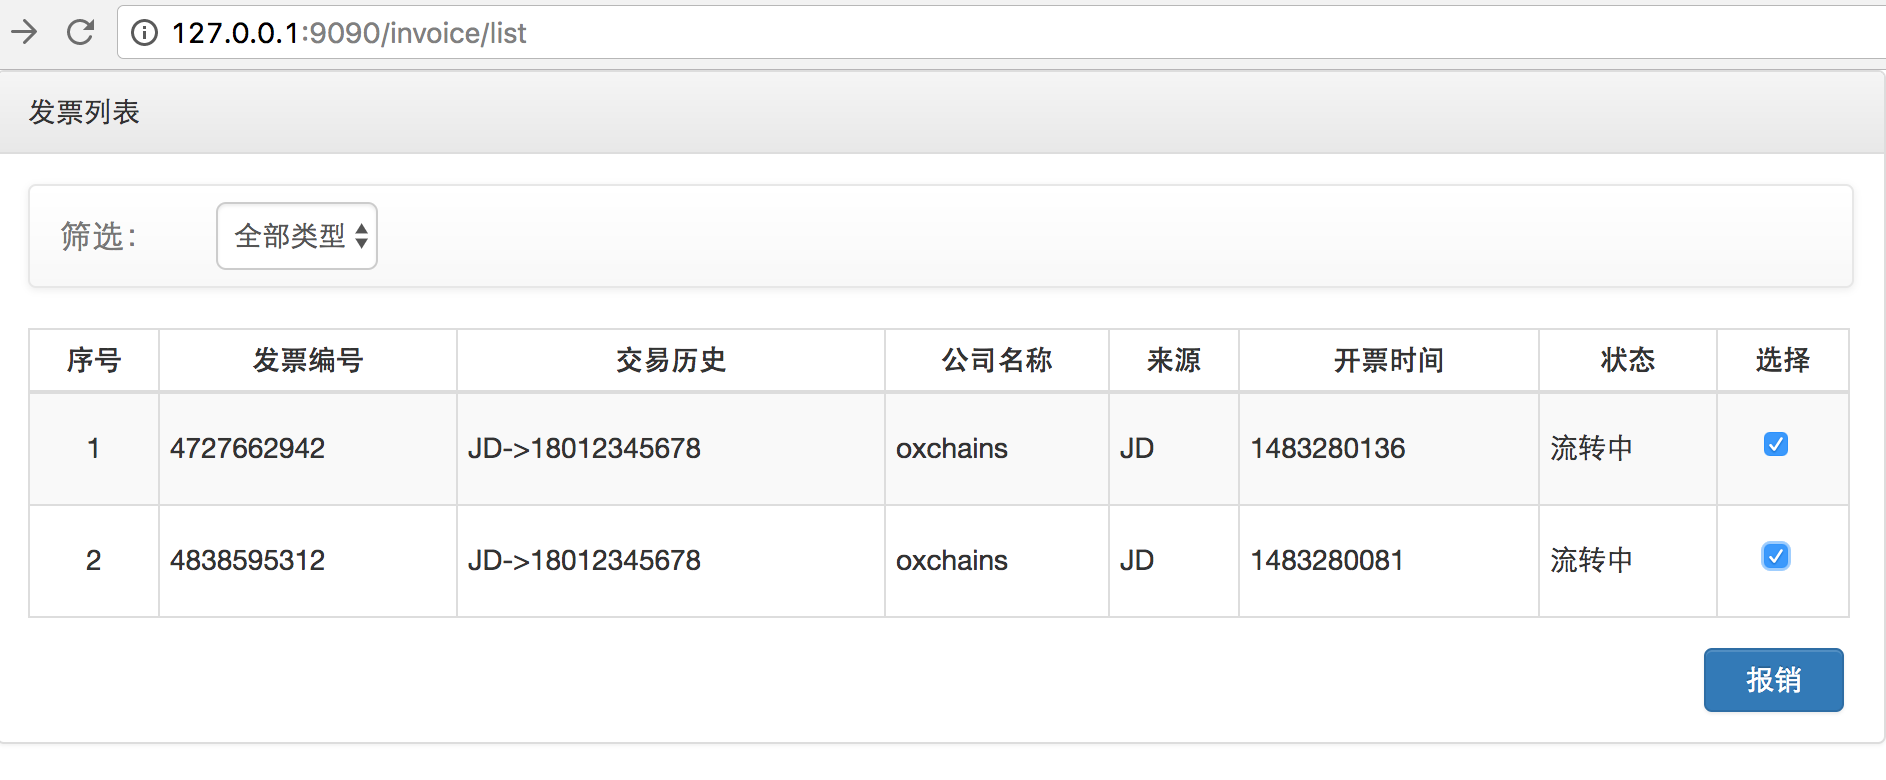 127.0.0.1:9090/invoice/list
发票列表
筛选： 全部类型
序号 发票编号 交易历史 公司名称 来源 开票时间 状态 选择
1 4727662942 JD->18012345678 oxchains JD 1483280136 流转中
2 4838595312 JD->18012345678 oxchains JD 1483280081 流转中
报销